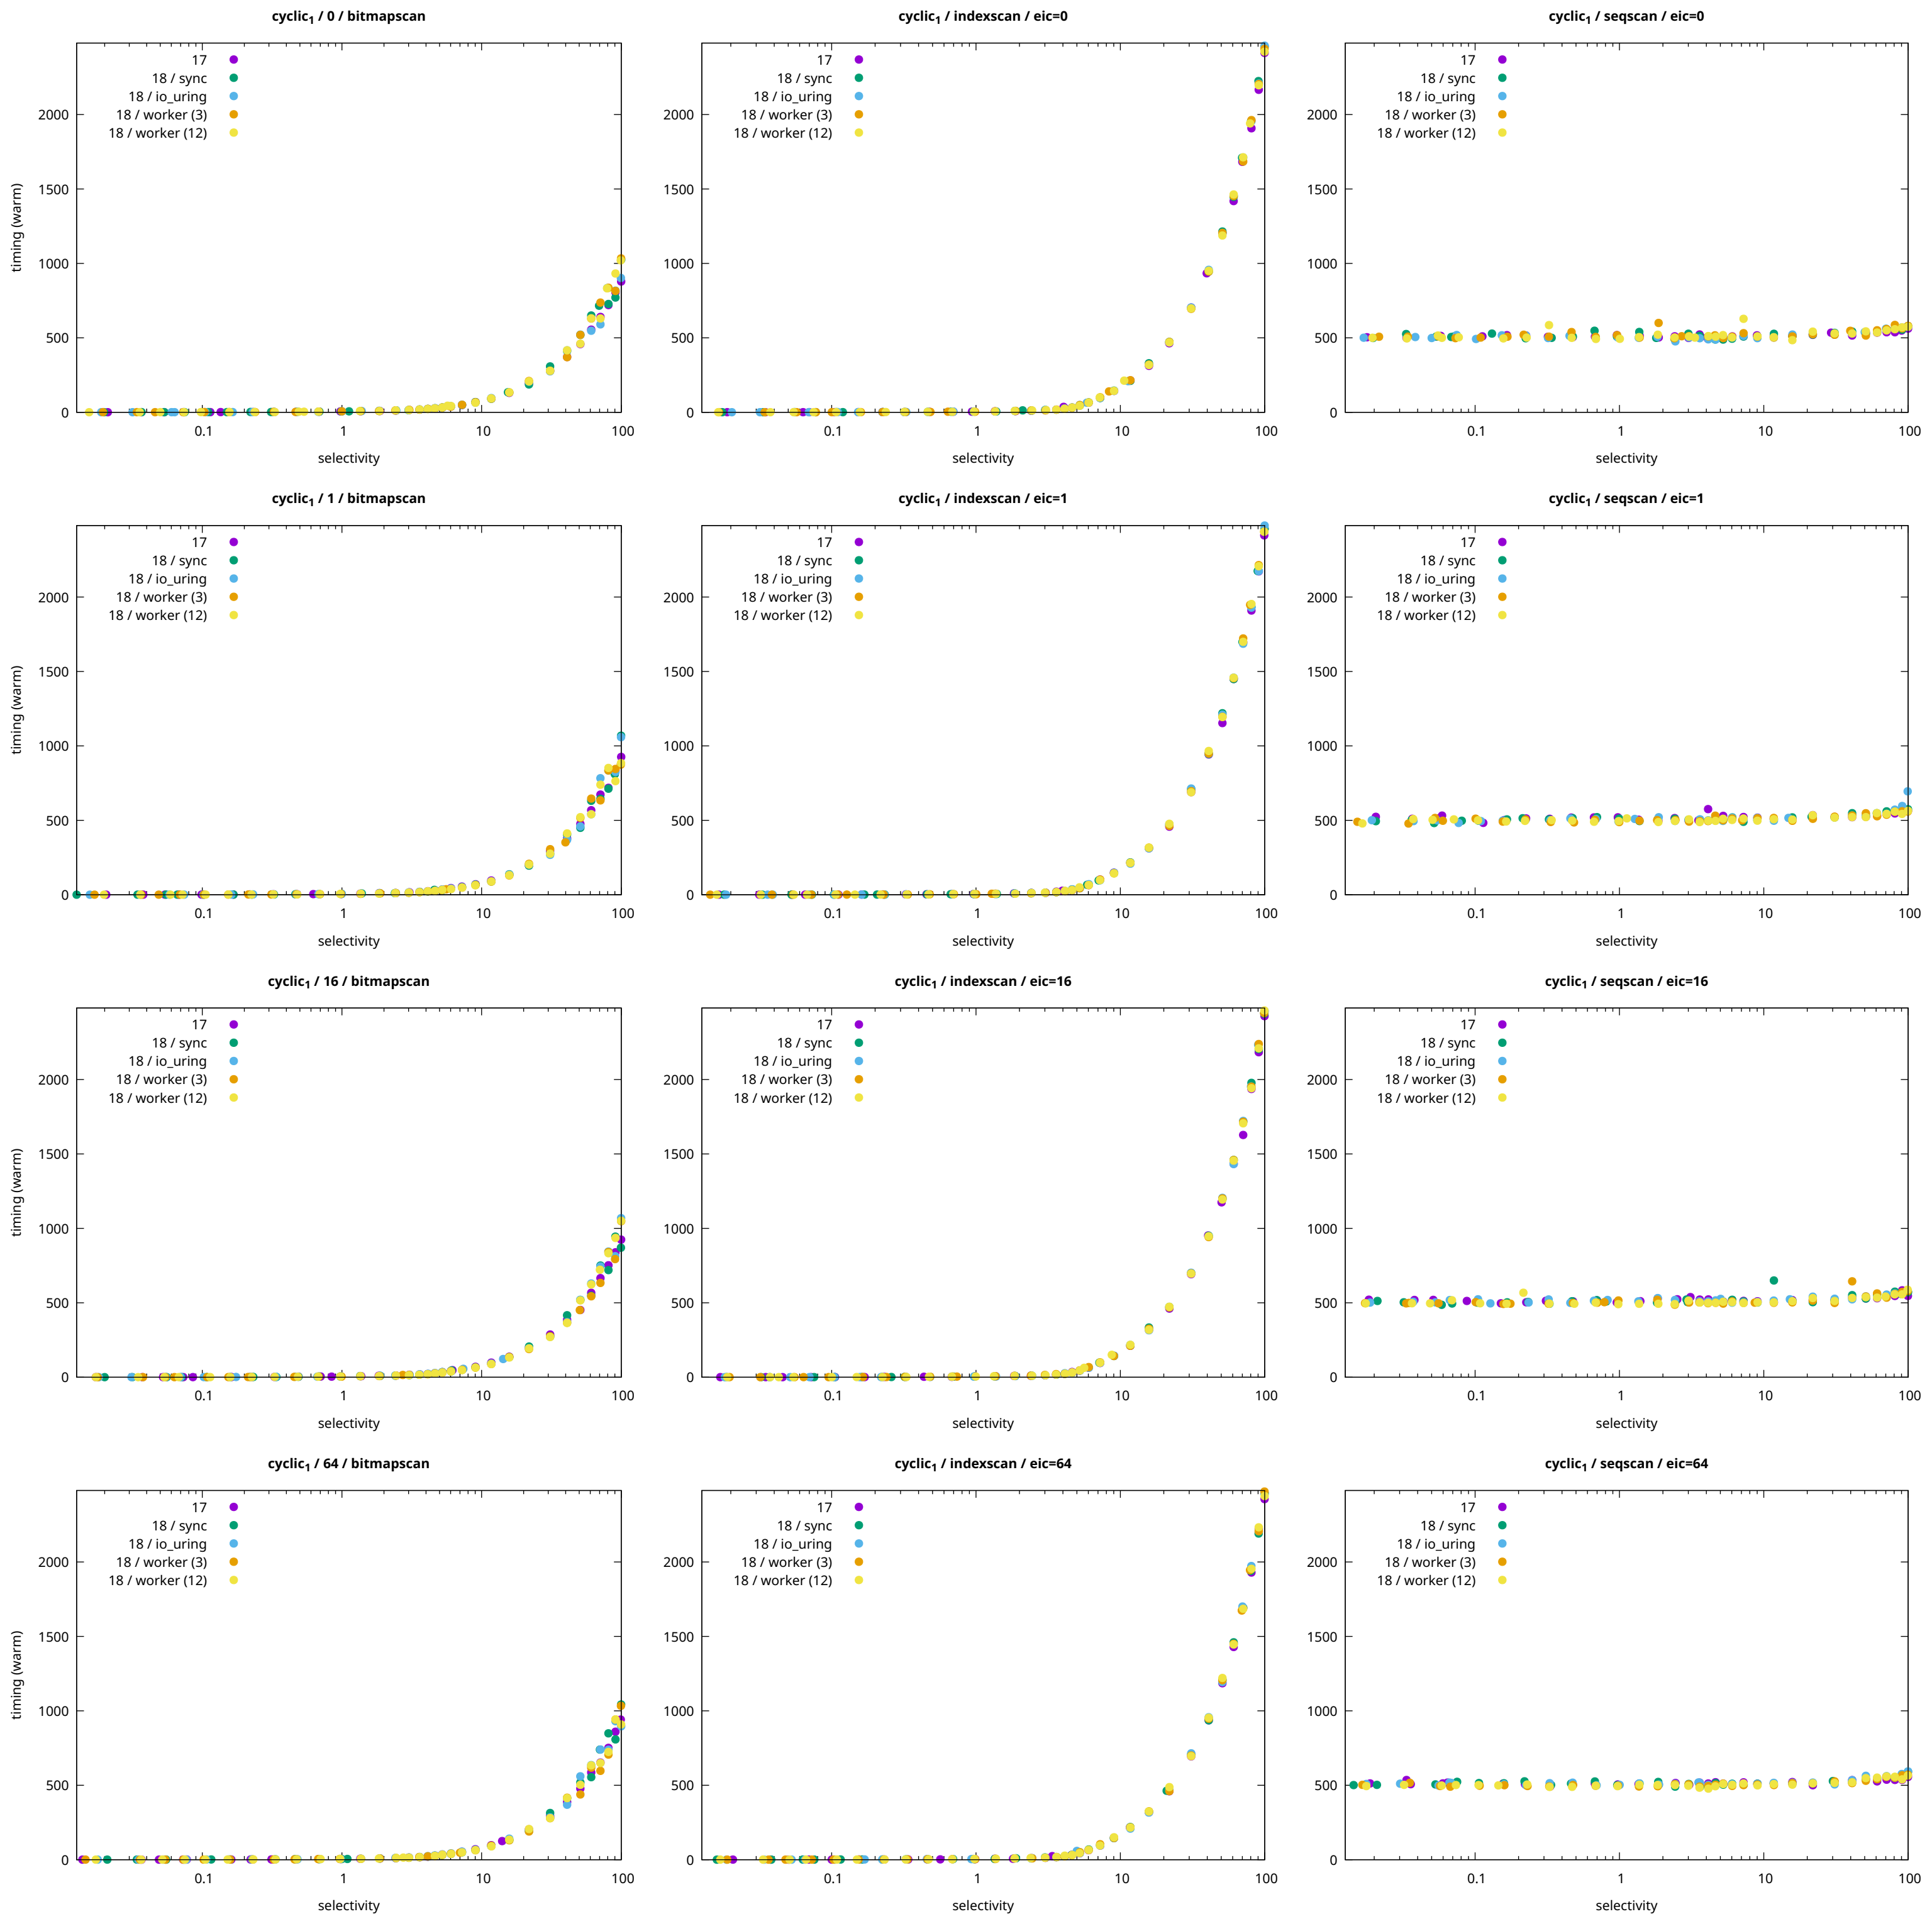 cyclic1 / 0 / bitmapscan
17
18 / sync
18 / io_uring
18 / worker (3)
18 / worker (12)
timing (warm)
0
500
1000
1500
2000
0.1 1 10 100
selectivity
cyclic1 / indexscan / eic=0
17
18 / sync
18 / io_uring
18 / worker (3)
18 / worker (12)
0
500
1000
1500
2000
0.1 1 10 100
selectivity
cyclic1 / seqscan / eic=0
17
18 / sync
18 / io_uring
18 / worker (3)
18 / worker (12)
0
500
1000
1500
2000
0.1 1 10 100
selectivity
cyclic1 / 1 / bitmapscan
17
18 / sync
18 / io_uring
18 / worker (3)
18 / worker (12)
timing (warm)
0
500
1000
1500
2000
0.1 1 10 100
selectivity
cyclic1 / indexscan / eic=1
17
18 / sync
18 / io_uring
18 / worker (3)
18 / worker (12)
0
500
1000
1500
2000
0.1 1 10 100
selectivity
cyclic1 / seqscan / eic=1
17
18 / sync
18 / io_uring
18 / worker (3)
18 / worker (12)
0
500
1000
1500
2000
0.1 1 10 100
selectivity
cyclic1 / 16 / bitmapscan
17
18 / sync
18 / io_uring
18 / worker (3)
18 / worker (12)
timing (warm)
0
500
1000
1500
2000
0.1 1 10 100
selectivity
cyclic1 / indexscan / eic=16
17
18 / sync
18 / io_uring
18 / worker (3)
18 / worker (12)
0
500
1000
1500
2000
0.1 1 10 100
selectivity
cyclic1 / seqscan / eic=16
17
18 / sync
18 / io_uring
18 / worker (3)
18 / worker (12)
0
500
1000
1500
2000
0.1 1 10 100
selectivity
cyclic1 / 64 / bitmapscan
17
18 / sync
18 / io_uring
18 / worker (3)
18 / worker (12)
timing (warm)
0
500
1000
1500
2000
0.1 1 10 100
selectivity
cyclic1 / indexscan / eic=64
17
18 / sync
18 / io_uring
18 / worker (3)
18 / worker (12)
0
500
1000
1500
2000
0.1 1 10 100
selectivity
cyclic1 / seqscan / eic=64
17
18 / sync
18 / io_uring
18 / worker (3)
18 / worker (12)
0
500
1000
1500
2000
0.1 1 10 100
selectivity